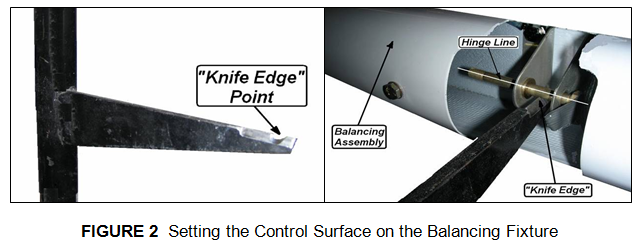 "Knife Edge"
Point
Hinge Line
Balancing
Assembly
"Knife Edge"
FIGURE 2 Setting the Control Surface on the Balancing Fixture